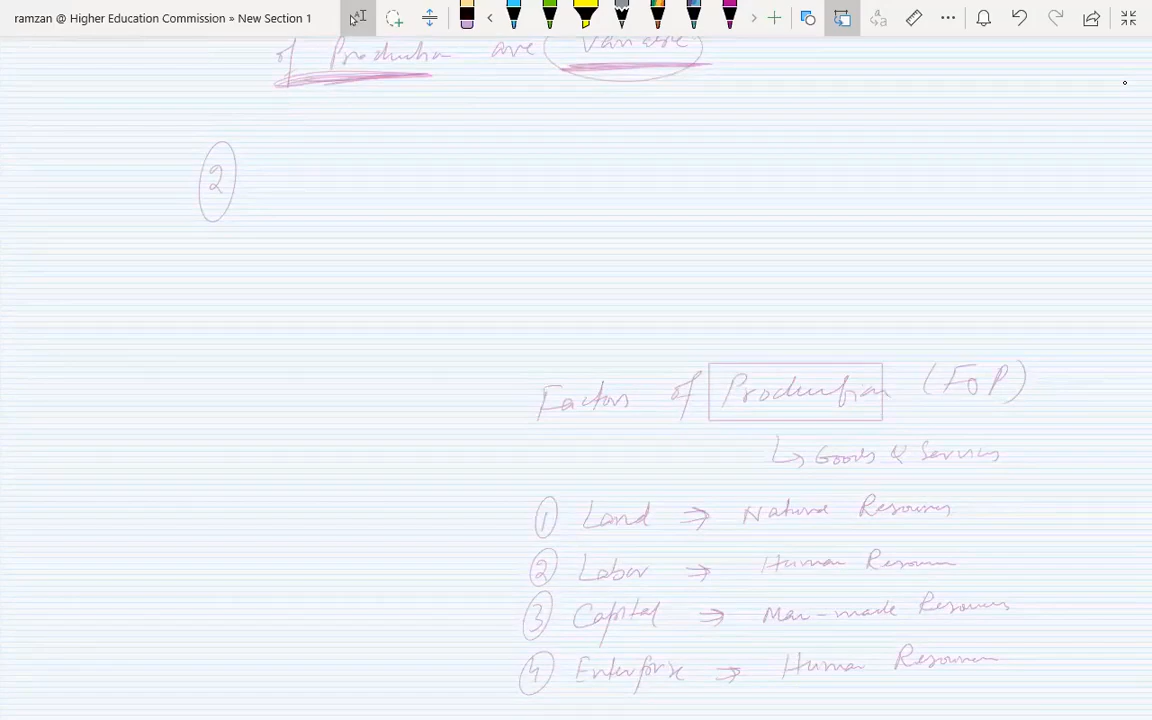 ramzan @ Higher Education Commission » New Section 1
of Production are Variable
2
Factors of Production (FoP)
↳ Goods & Services
① Land ⇒ Natural Resources
② Labor ⇒ Human Resources
③ Capital ⇒ Man-made Resources
④ Enterprise ⇒ Human Resources